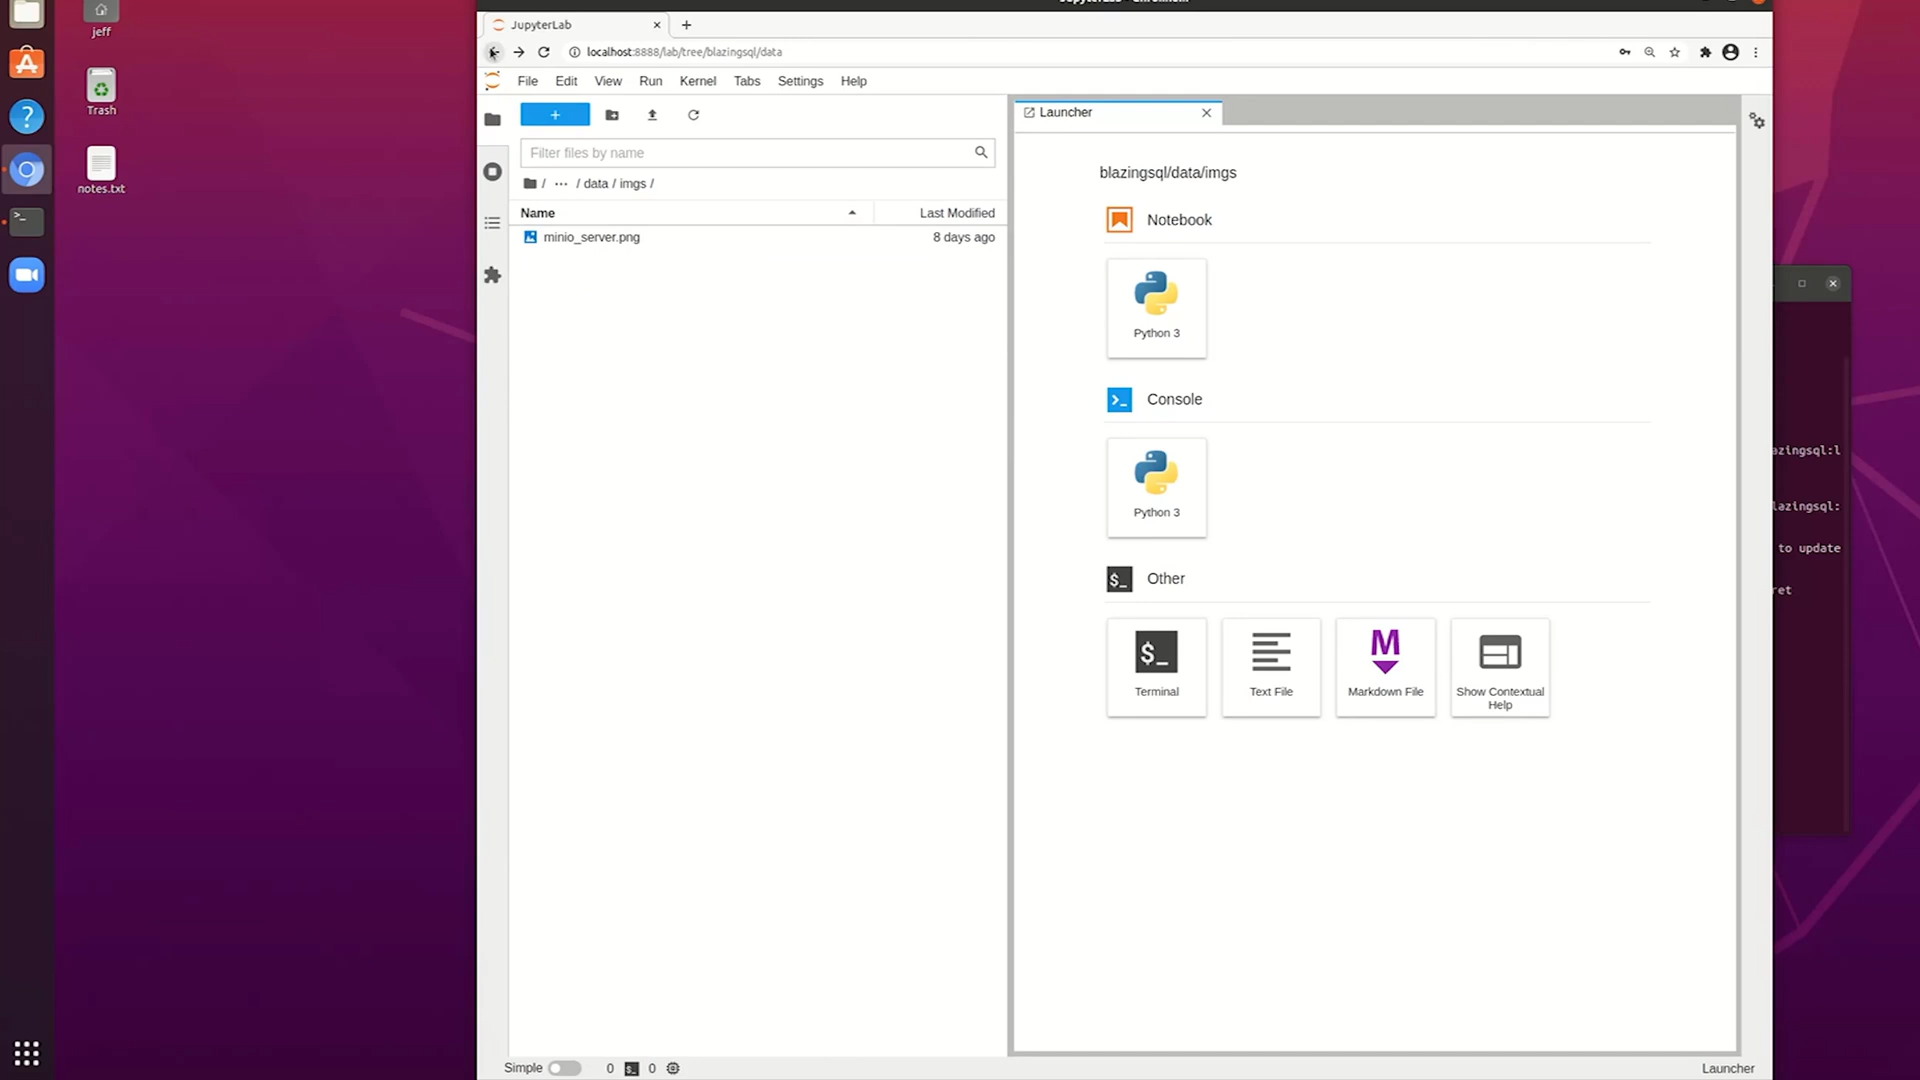 JupyterLab - Chromium
jeff
Trash
notes.txt
JupyterLab
localhost:8888/lab/tree/blazingsql/data
File Edit View Run Kernel Tabs Settings Help
Filter files by name
/ ··· / data / imgs /
Name Last Modified
minio_server.png 8 days ago
Launcher
blazingsql/data/imgs
Notebook
Python 3
Console
Python 3
$_ Other
$_
Terminal
Text File
Markdown File
Show Contextual
Help
azingsql:l
lazingsql:
to update
ret
Simple 0 $_ 0
Launcher